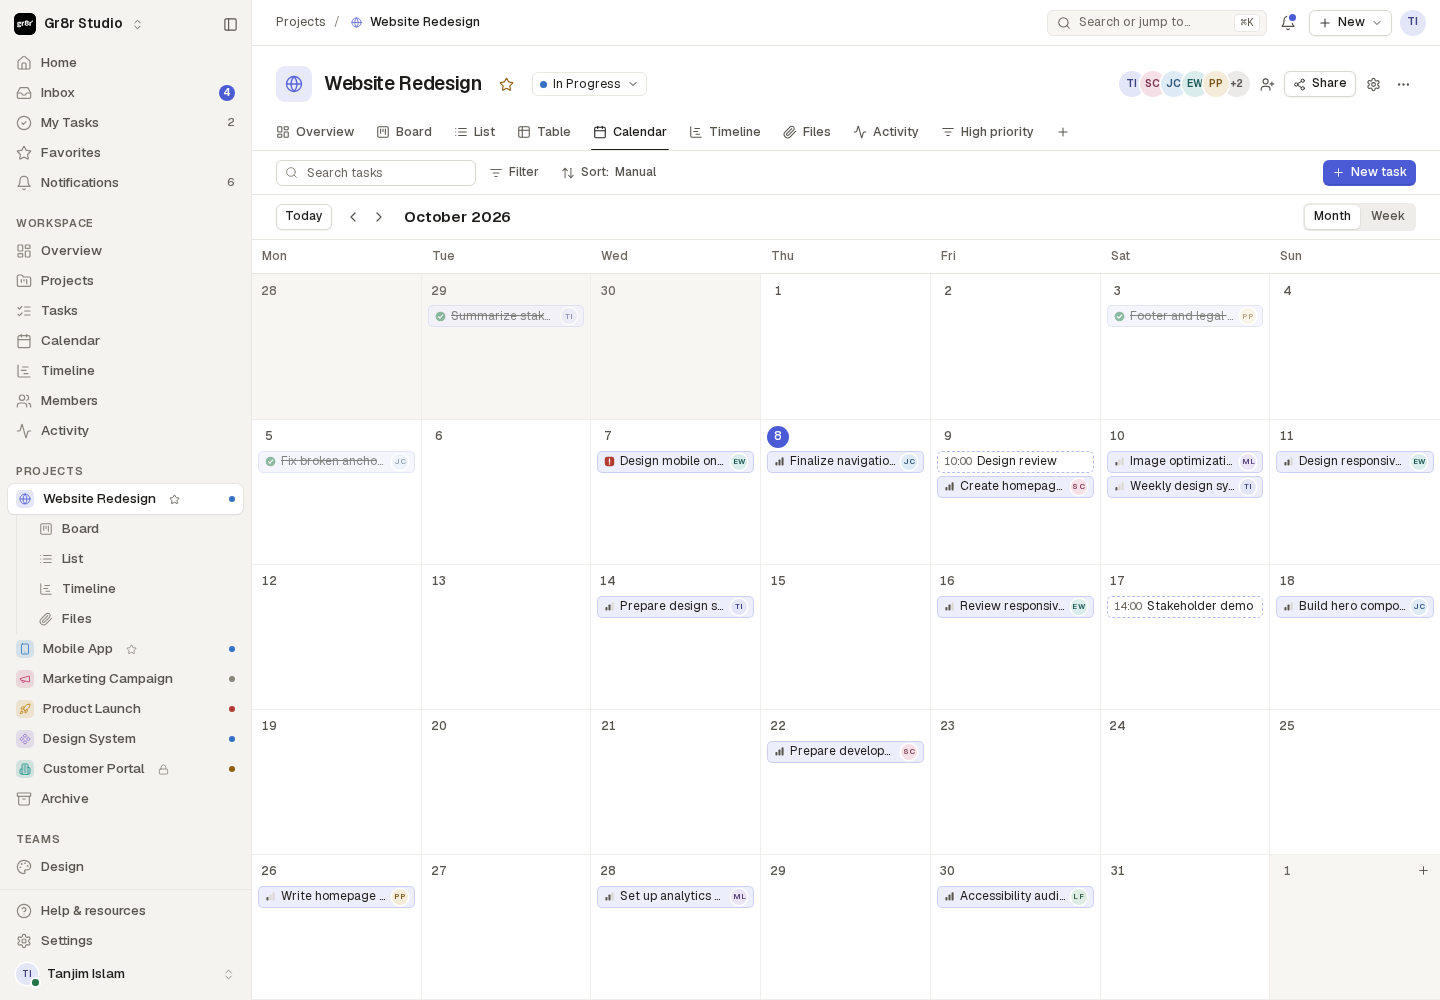 gr8r
Gr8r Studio
Home
Inbox
4
My Tasks
2
Favorites
Notifications
6
WORKSPACE
Overview
Projects
Tasks
Calendar
Timeline
Members
Activity
PROJECTS
Website Redesign
Board
List
Timeline
Files
Mobile App
Marketing Campaign
Product Launch
Design System
Customer Portal
Archive
TEAMS
Design
Help & resources
Settings
TI
Tanjim Islam
Projects / Website Redesign
Search or jump to...
⌘K
New
TI
Website Redesign
In Progress
TI SC JC EW PP +2
Share
Overview Board List Table Calendar Timeline Files Activity High priority
Search tasks
Filter
Sort: Manual
New task
Today
October 2026
Month Week
Mon Tue Wed Thu Fri Sat Sun
28 29 30 1 2 3 4
Summarize stak... TI
Footer and legal ... PP
5 6 7 8 9 10 11
Fix broken ancho... JC
Design mobile on... EW
Finalize navigatio... JC
10:00 Design review
Image optimizati... ML
Design responsiv... EW
Create homepag... SC
Weekly design sy... TI
12 13 14 15 16 17 18
Prepare design s... TI
Review responsiv... EW
14:00 Stakeholder demo
Build hero compo... JC
19 20 21 22 23 24 25
Prepare develop... SC
26 27 28 29 30 31 1
Write homepage ... PP
Set up analytics ... ML
Accessibility audi... LF